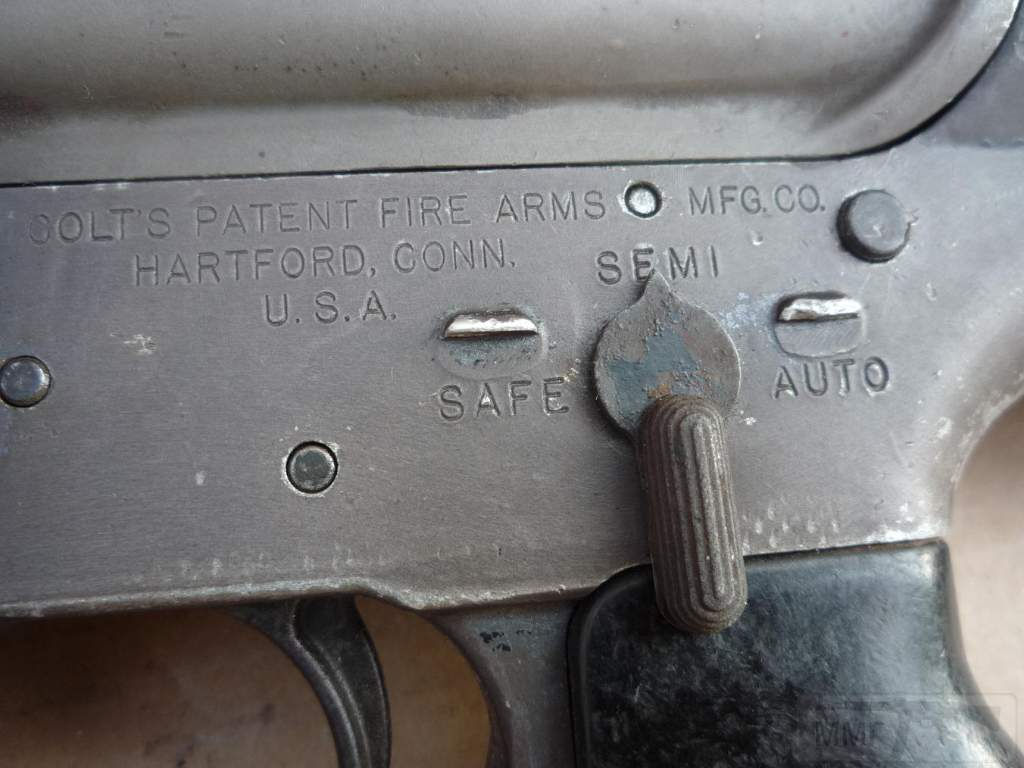 COLT'S PATENT FIRE ARMS MFG. CO.
HARTFORD, CONN.
U.S.A.
SEMI
SAFE
AUTO